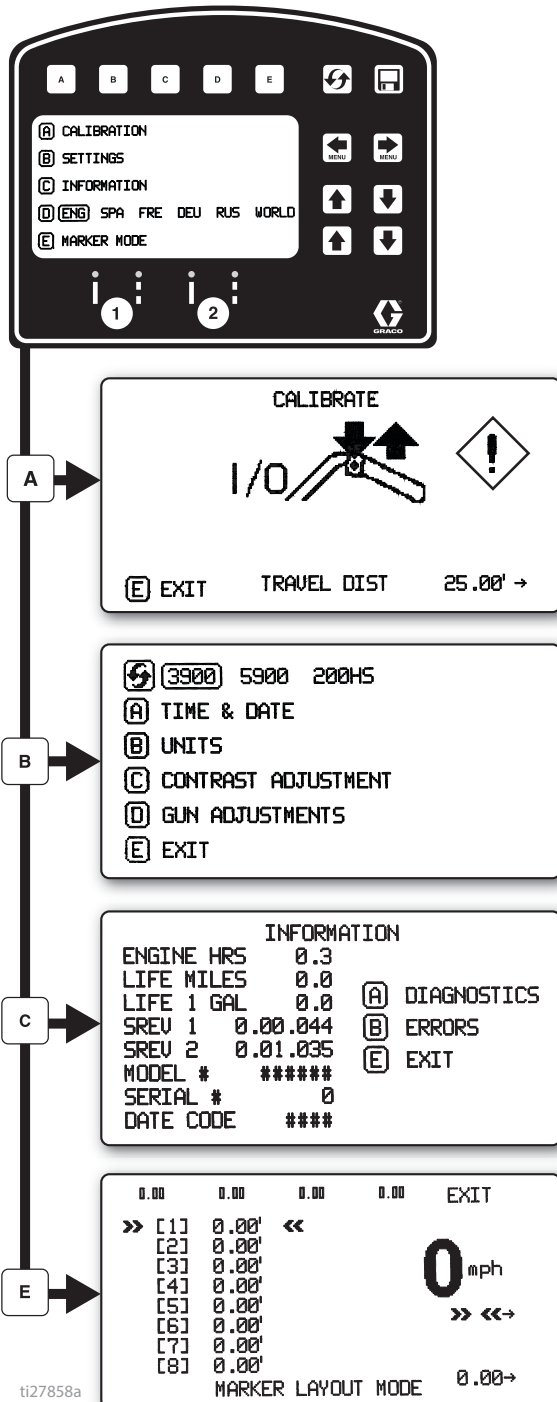 A B C D E
A CALIBRATION
B SETTINGS
C INFORMATION
D ENG SPA FRE DEU RUS WORLD
E MARKER MODE
MENU MENU
1 2
GRACO
A
CALIBRATE
I/O !
E EXIT TRAVEL DIST 25.00' →
B
3900 5900 200HS
A TIME & DATE
B UNITS
C CONTRAST ADJUSTMENT
D GUN ADJUSTMENTS
E EXIT
C
INFORMATION
ENGINE HRS 0.3
LIFE MILES 0.0
LIFE 1 GAL 0.0
SREV 1 0.00.044
SREV 2 0.01.035
MODEL # ######
SERIAL # 0
DATE CODE ####
A DIAGNOSTICS
B ERRORS
E EXIT
E
0.00 0.00 0.00 0.00 EXIT
» [1] 0.00' «
[2] 0.00'
[3] 0.00'
[4] 0.00'
[5] 0.00'
[6] 0.00'
[7] 0.00'
[8] 0.00'
0 mph
» «→
MARKER LAYOUT MODE 0.00→
ti27858a